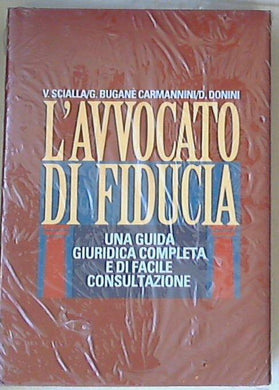 V. SCIALLA/G. BUGANE CARMANNINI/D. DONINI
L'AVVOCATO
DI FIDUCIA
UNA GUIDA
GIURIDICA COMPLETA
E DI FACILE
CONSULTAZIONE